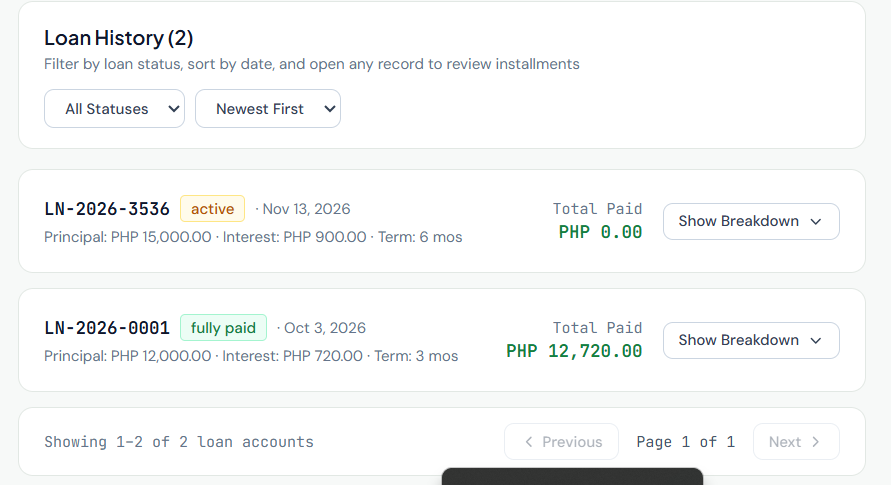 Loan History (2)
Filter by loan status, sort by date, and open any record to review installments
All Statuses Newest First
LN-2026-3536 active · Nov 13, 2026
Principal: PHP 15,000.00 · Interest: PHP 900.00 · Term: 6 mos
Total Paid
PHP 0.00
Show Breakdown
LN-2026-0001 fully paid · Oct 3, 2026
Principal: PHP 12,000.00 · Interest: PHP 720.00 · Term: 3 mos
Total Paid
PHP 12,720.00
Show Breakdown
Showing 1–2 of 2 loan accounts
Previous Page 1 of 1 Next